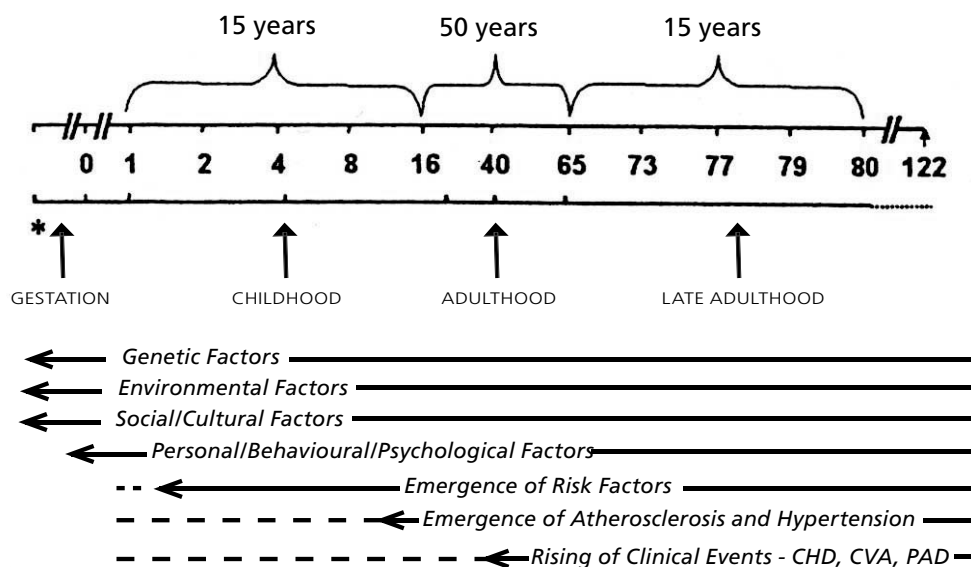 15 years 50 years 15 years
0 1 2 4 8 16 40 65 73 77 79 80 122
*
GESTATION CHILDHOOD ADULTHOOD LATE ADULTHOOD
Genetic Factors
Environmental Factors
Social/Cultural Factors
Personal/Behavioural/Psychological Factors
Emergence of Risk Factors
Emergence of Atherosclerosis and Hypertension
Rising of Clinical Events - CHD, CVA, PAD